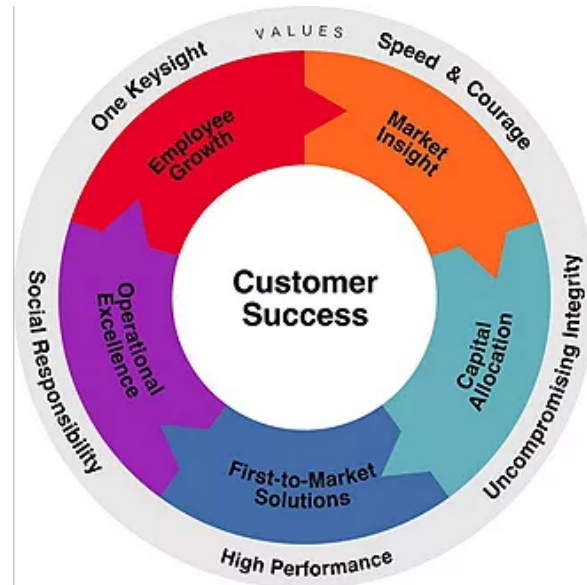 VALUES
One Keysight
Speed & Courage
Employee
Growth
Market
Insight
Customer
Success
Social Responsibility
Operational
Excellence
Capital
Allocation
Uncompromising Integrity
First-to-Market
Solutions
High Performance